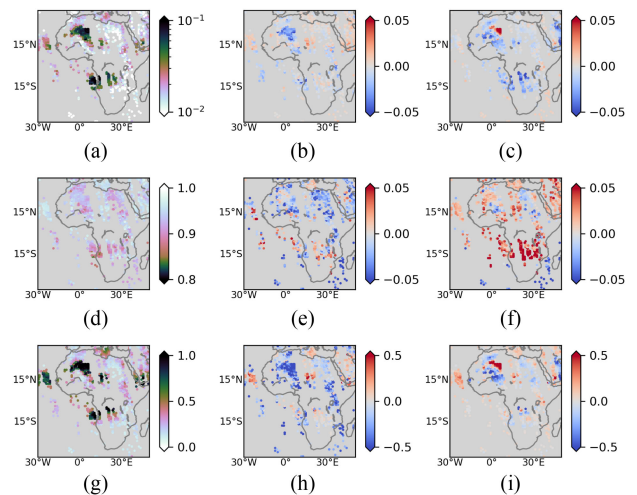 10⁻¹ 0.05 0.05
15°N 15°N 0.00 15°N 0.00
15°S 15°S 15°S
10⁻² −0.05 −0.05
30°W 0° 30°E 30°W 0° 30°E 30°W 0° 30°E
(a) (b) (c)
1.0 0.05 0.05
15°N 0.9 15°N 0.00 15°N 0.00
15°S 15°S 15°S
0.8 −0.05 −0.05
30°W 0° 30°E 30°W 0° 30°E 30°W 0° 30°E
(d) (e) (f)
1.0 0.5 0.5
15°N 0.5 15°N 0.0 15°N 0.0
15°S 15°S 15°S
0.0 −0.5 −0.5
30°W 0° 30°E 30°W 0° 30°E 30°W 0° 30°E
(g) (h) (i)